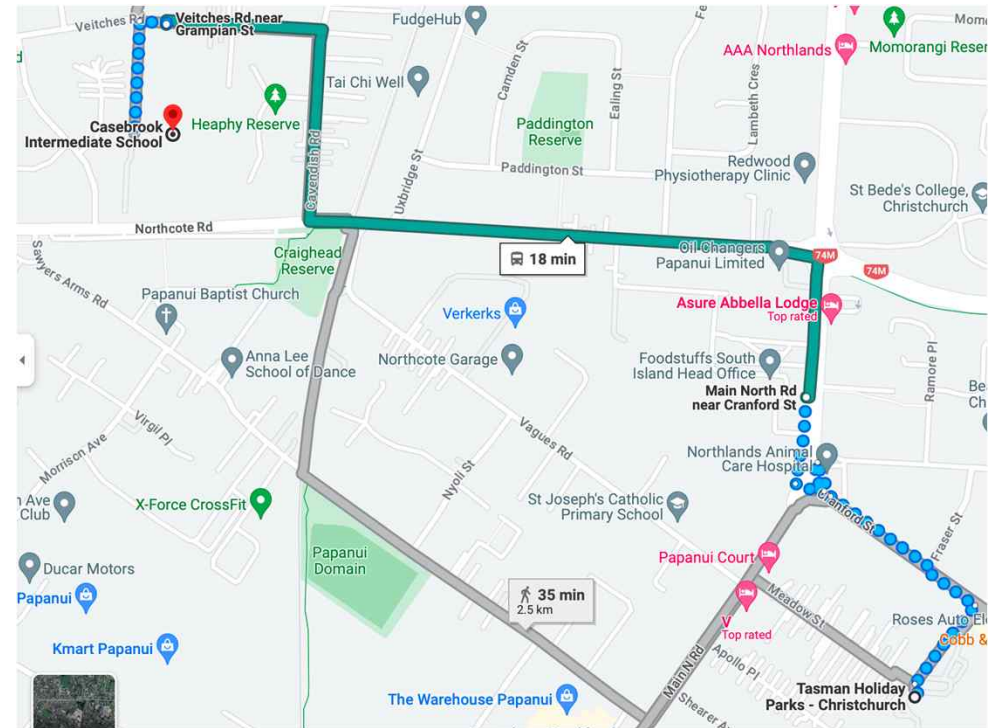 Veitches Rd
Veitches Rd near
Grampian St
FudgeHub
AAA Northlands
Momorangi Reser
Tai Chi Well
Camden St
Ealing St
Lambeth Cres
Casebrook
Intermediate School
Heaphy Reserve
Paddington
Reserve
Cavendish Rd
Uxbridge St
Paddington St
Redwood
Physiotherapy Clinic
St Bede's College,
Christchurch
Northcote Rd
Craighead
Reserve
18 min
Oil Changers
Papanui Limited
74M
74M
Sawyers Arms Rd
Papanui Baptist Church
Verkerks
Asure Abbella Lodge
Top rated
Anna Lee
School of Dance
Northcote Garage
Foodstuffs South
Island Head Office
Ramore Pl
Main North Rd
near Cranford St
Virgil Pl
Morrison Ave
Vagues Rd
Nyoli St
Northlands Animal
Care Hospital
n Ave
Club
X-Force CrossFit
St Joseph's Catholic
Primary School
Cranford St
Fraser St
Papanui
Domain
Papanui Court
Ducar Motors
Papanui
35 min
2.5 km
Meadow St
V
Top rated
Roses Auto Ele
Cobb &
Kmart Papanui
Main N Rd
Apollo Pl
Tasman Holiday
Parks - Christchurch
The Warehouse Papanui
Shearer A